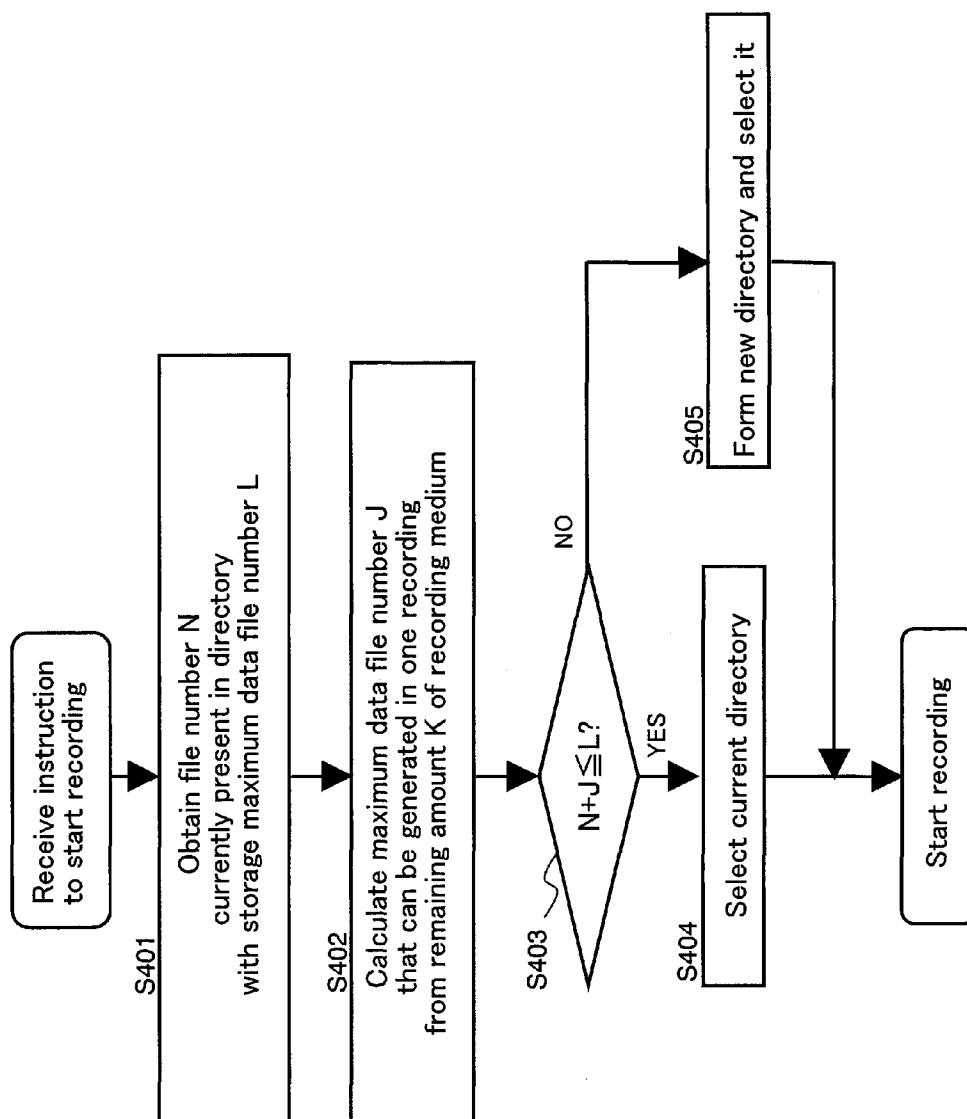 Receive instruction
to start recording
S401
Obtain file number N
currently present in directory
with storage maximum data file number L
S402
Calculate maximum data file number J
that can be generated in one recording
from remaining amount K of recording medium
S403
N+J≦L?
NO
YES
S404
Select current directory
S405
Form new directory and select it
Start recording